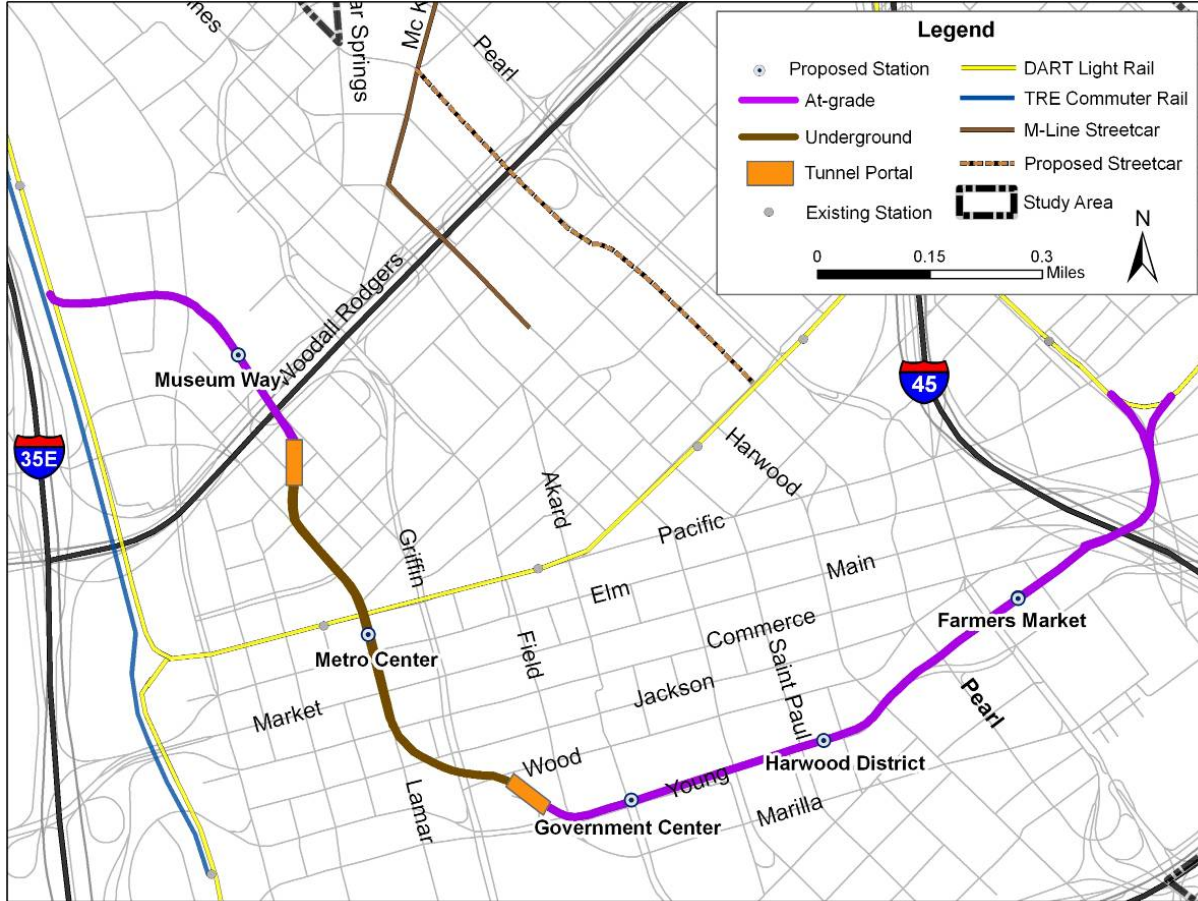 nes
ar Springs
Mc K
Pearl
Legend
Proposed Station
At-grade
Underground
Tunnel Portal
Existing Station
DART Light Rail
TRE Commuter Rail
M-Line Streetcar
Proposed Streetcar
Study Area
N
0 0.15 0.3
Miles
Woodall Rodgers
Museum Way
35E
45
Harwood
Akard
Pacific
Griffin
Elm
Main
Farmers Market
Metro Center
Field
Commerce
Saint Paul
Jackson
Market
Pearl
Wood
Harwood District
Young
Lamar
Marilla
Government Center